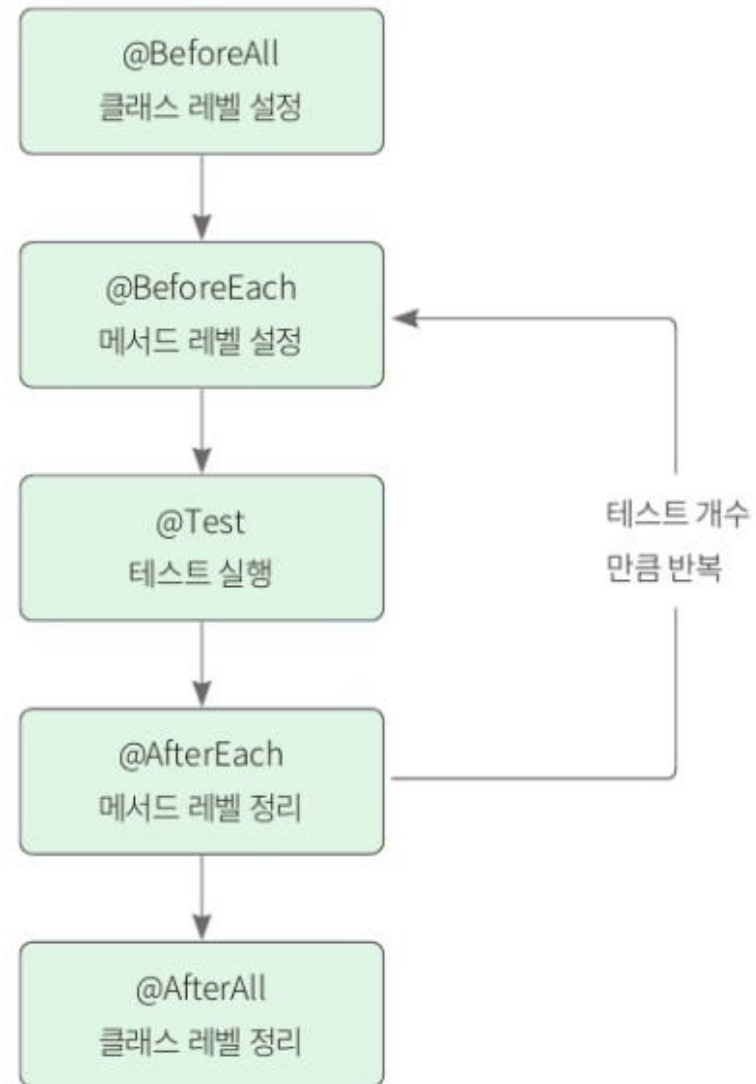 @BeforeAll
클래스 레벨 설정
@BeforeEach
메서드 레벨 설정
@Test
테스트 실행
테스트 개수
만큼 반복
@AfterEach
메서드 레벨 정리
@AfterAll
클래스 레벨 정리